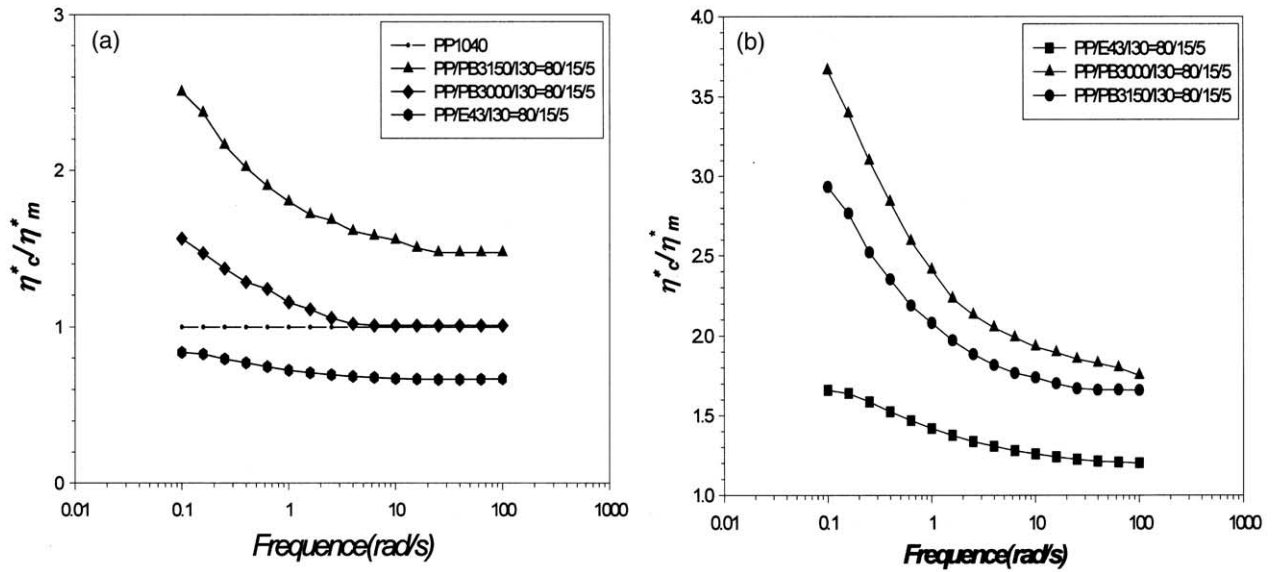 (a)
PP1040
PP/PB3150/I30=80/15/5
PP/PB3000/I30=80/15/5
PP/E43/I30=80/15/5
3
2
1
0
η*c/η*m
0.01 0.1 1 10 100 1000
Frequence(rad/s)
(b)
PP/E43/I30=80/15/5
PP/PB3000/I30=80/15/5
PP/PB3150/I30=80/15/5
4.0
3.5
3.0
2.5
2.0
1.5
1.0
η*c/η*m
0.01 0.1 1 10 100 1000
Frequence(rad/s)